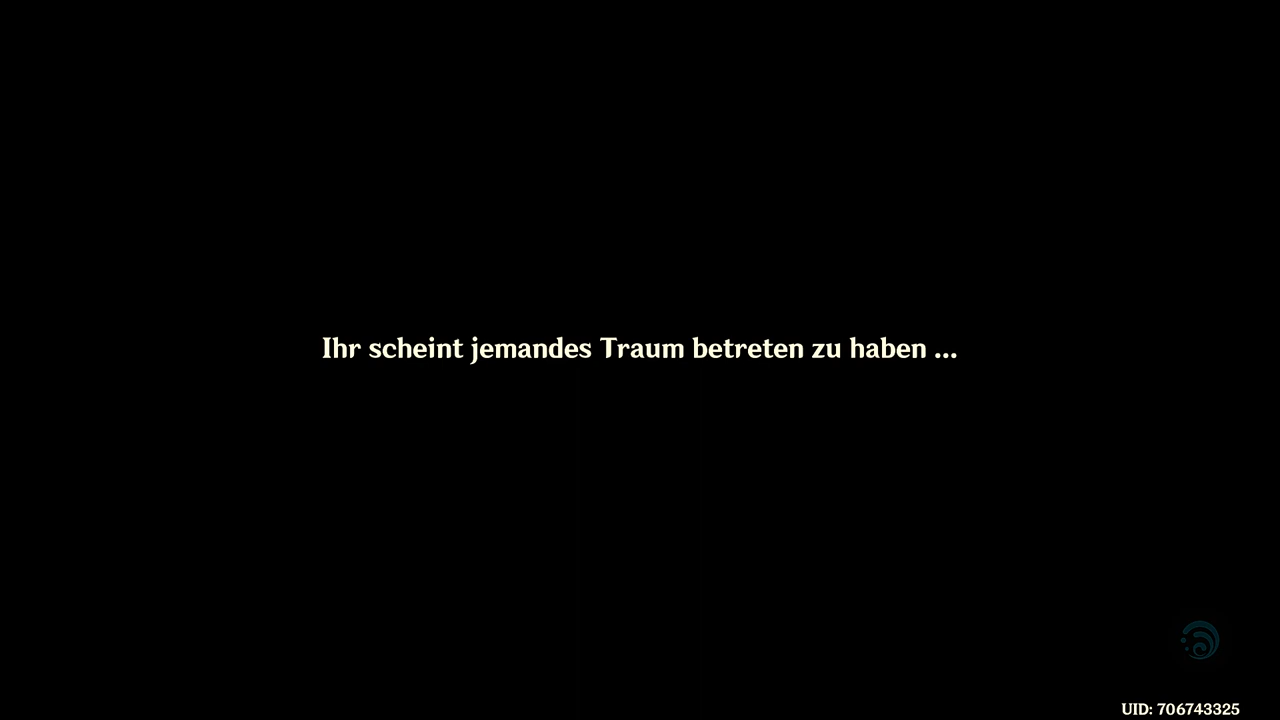 Ihr scheint jemandes Traum betreten zu haben ...
UID: 706743325